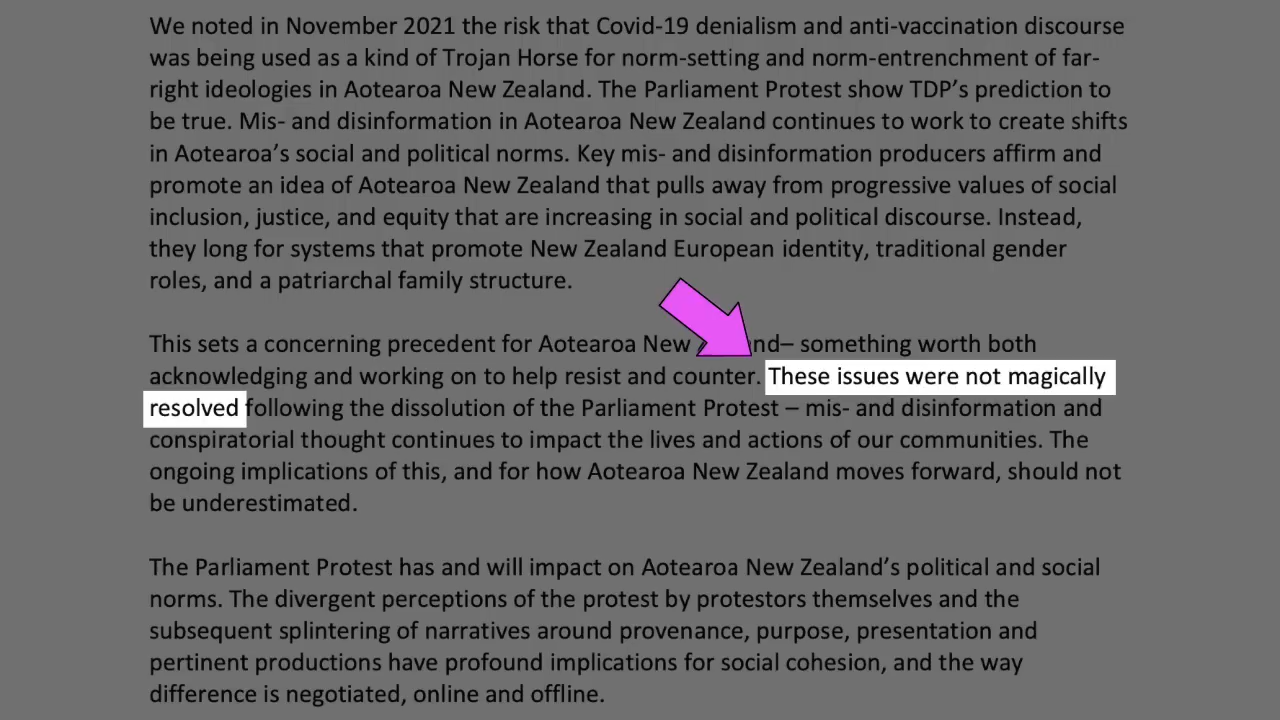 We noted in November 2021 the risk that Covid-19 denialism and anti-vaccination discourse
was being used as a kind of Trojan Horse for norm-setting and norm-entrenchment of far-
right ideologies in Aotearoa New Zealand. The Parliament Protest show TDP’s prediction to
be true. Mis- and disinformation in Aotearoa New Zealand continues to work to create shifts
in Aotearoa’s social and political norms. Key mis- and disinformation producers affirm and
promote an idea of Aotearoa New Zealand that pulls away from progressive values of social
inclusion, justice, and equity that are increasing in social and political discourse. Instead,
they long for systems that promote New Zealand European identity, traditional gender
roles, and a patriarchal family structure.
This sets a concerning precedent for Aotearoa New nd– something worth both
acknowledging and working on to help resist and counter. These issues were not magically
resolved following the dissolution of the Parliament Protest – mis- and disinformation and
conspiratorial thought continues to impact the lives and actions of our communities. The
ongoing implications of this, and for how Aotearoa New Zealand moves forward, should not
be underestimated.
The Parliament Protest has and will impact on Aotearoa New Zealand’s political and social
norms. The divergent perceptions of the protest by protestors themselves and the
subsequent splintering of narratives around provenance, purpose, presentation and
pertinent productions have profound implications for social cohesion, and the way
difference is negotiated, online and offline.